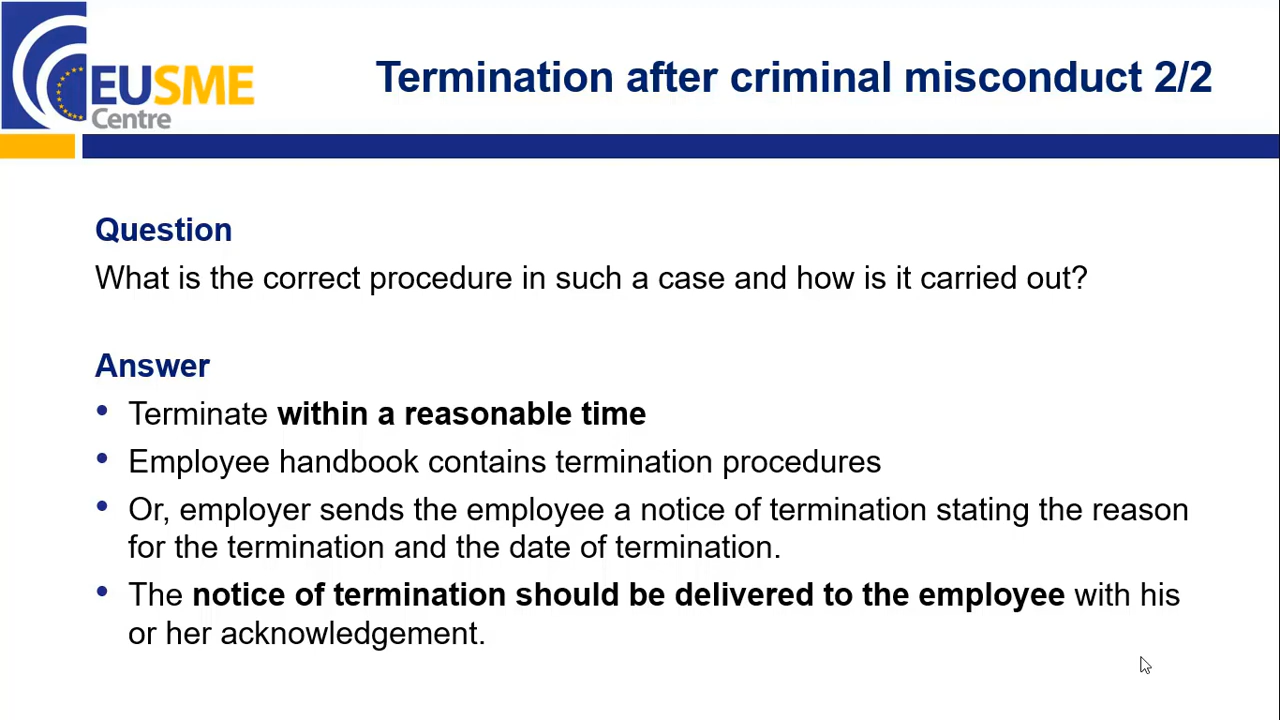 EUSME
Centre
Termination after criminal misconduct 2/2
Question
What is the correct procedure in such a case and how is it carried out?
Answer
• Terminate within a reasonable time
• Employee handbook contains termination procedures
• Or, employer sends the employee a notice of termination stating the reason
for the termination and the date of termination.
• The notice of termination should be delivered to the employee with his
or her acknowledgement.